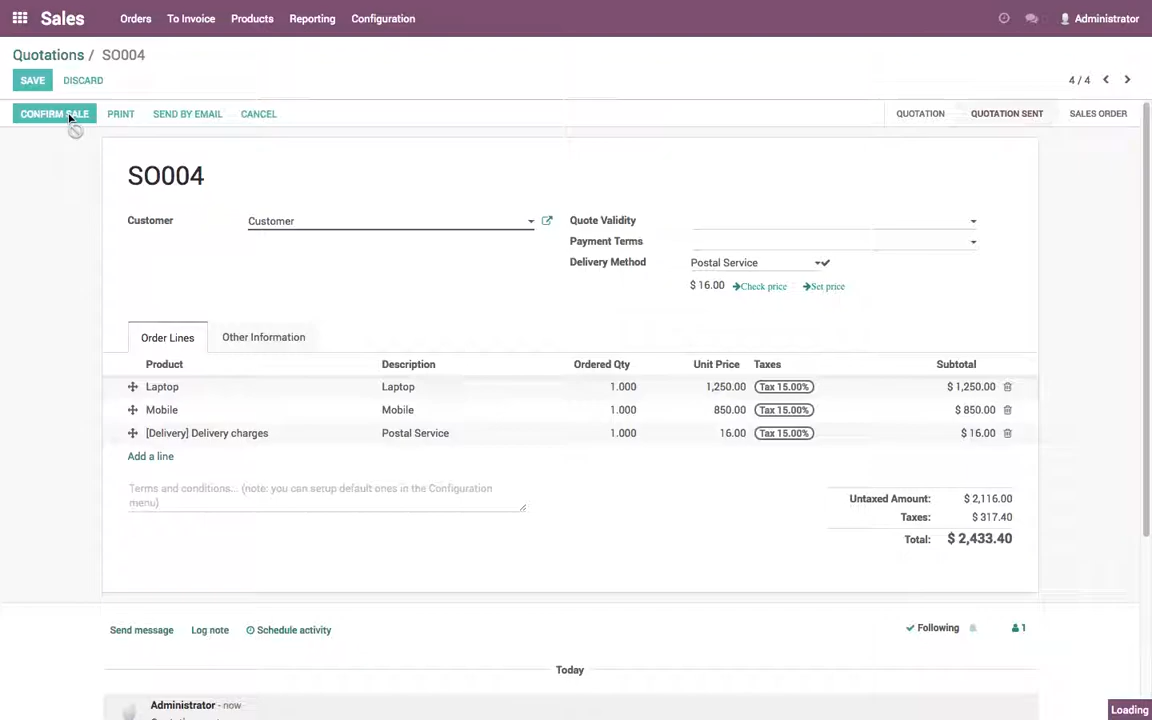 Sales Orders To Invoice Products Reporting Configuration Administrator
Quotations / SO004
SAVE DISCARD 4 / 4
CONFIRM SALE PRINT SEND BY EMAIL CANCEL QUOTATION QUOTATION SENT SALES ORDER
SO004
Customer Customer Quote Validity
Payment Terms
Delivery Method Postal Service
$ 16.00 Check price Set price
Order Lines Other Information
Product Description Ordered Qty Unit Price Taxes Subtotal
Laptop Laptop 1.000 1,250.00 Tax 15.00% $ 1,250.00
Mobile Mobile 1.000 850.00 Tax 15.00% $ 850.00
[Delivery] Delivery charges Postal Service 1.000 16.00 Tax 15.00% $ 16.00
Add a line
Terms and conditions... (note: you can setup default ones in the Configuration
menu)
Untaxed Amount: $ 2,116.00
Taxes: $ 317.40
Total: $ 2,433.40
Send message Log note Schedule activity Following 1
Today
Administrator - now
Loading